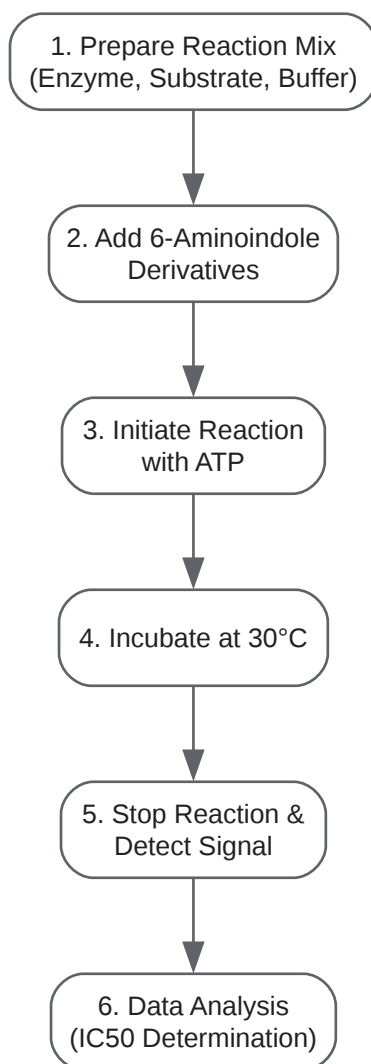 1. Prepare Reaction Mix
(Enzyme, Substrate, Buffer)
2. Add 6-Aminoindole
Derivatives
3. Initiate Reaction
with ATP
4. Incubate at 30°C
5. Stop Reaction &
Detect Signal
6. Data Analysis
(IC50 Determination)